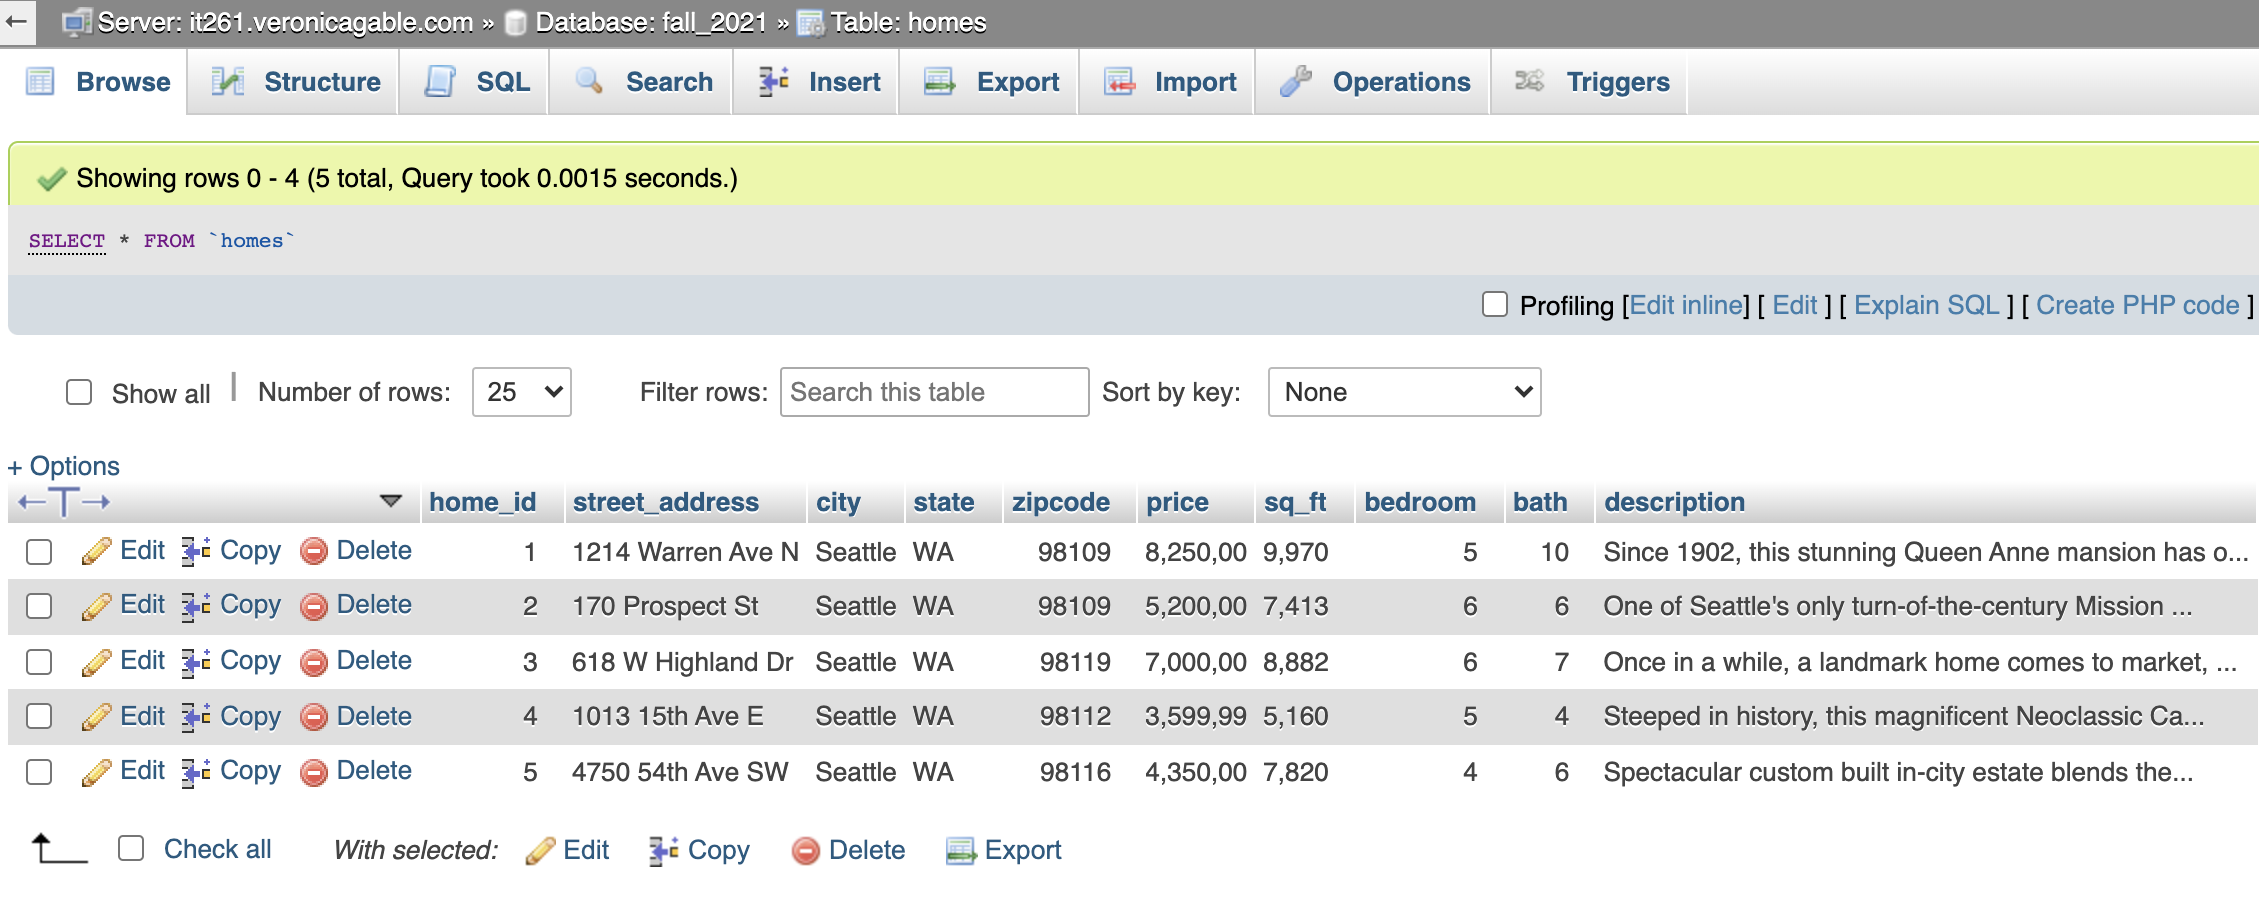 Server: it261.veronicagable.com » Database: fall_2021 » Table: homes
Browse Structure SQL Search Insert Export Import Operations Triggers
Showing rows 0 - 4 (5 total, Query took 0.0015 seconds.)
SELECT * FROM `homes`
Profiling [Edit inline] [ Edit ] [ Explain SQL ] [ Create PHP code ]
Show all | Number of rows: 25 Filter rows: Search this table Sort by key: None
+ Options
←T→ home_id street_address city state zipcode price sq_ft bedroom bath description
Edit Copy Delete 1 1214 Warren Ave N Seattle WA 98109 8,250,00 9,970 5 10 Since 1902, this stunning Queen Anne mansion has o...
Edit Copy Delete 2 170 Prospect St Seattle WA 98109 5,200,00 7,413 6 6 One of Seattle's only turn-of-the-century Mission ...
Edit Copy Delete 3 618 W Highland Dr Seattle WA 98119 7,000,00 8,882 6 7 Once in a while, a landmark home comes to market, ...
Edit Copy Delete 4 1013 15th Ave E Seattle WA 98112 3,599,99 5,160 5 4 Steeped in history, this magnificent Neoclassic Ca...
Edit Copy Delete 5 4750 54th Ave SW Seattle WA 98116 4,350,00 7,820 4 6 Spectacular custom built in-city estate blends the...
Check all With selected: Edit Copy Delete Export